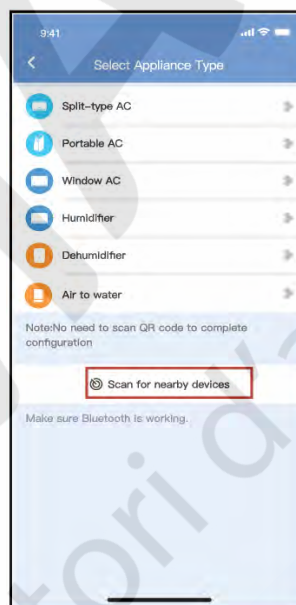 9:41
Select Appliance Type
Split-type AC
Portable AC
Window AC
Humidifier
Dehumidifier
Air to water
Note:No need to scan QR code to complete
configuration
Scan for nearby devices
Make sure Bluetooth is working.